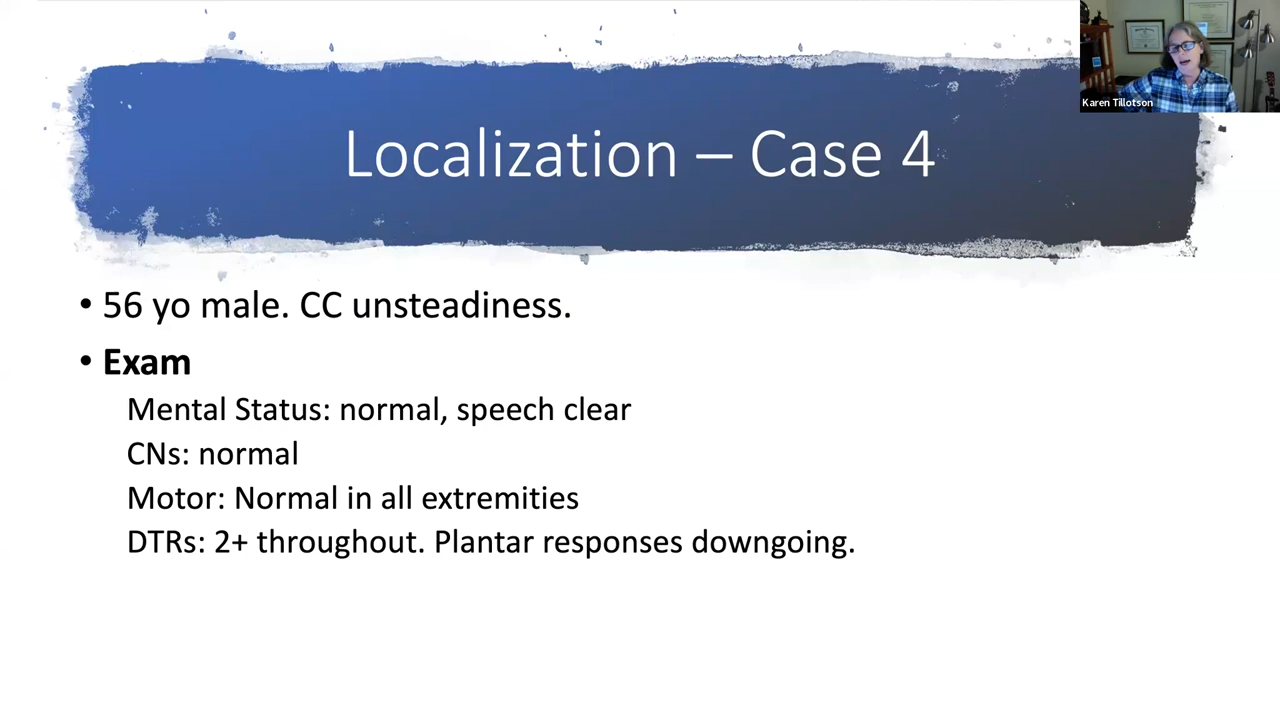 Karen Tillotson
Localization – Case 4
• 56 yo male. CC unsteadiness.
• Exam
Mental Status: normal, speech clear
CNs: normal
Motor: Normal in all extremities
DTRs: 2+ throughout. Plantar responses downgoing.